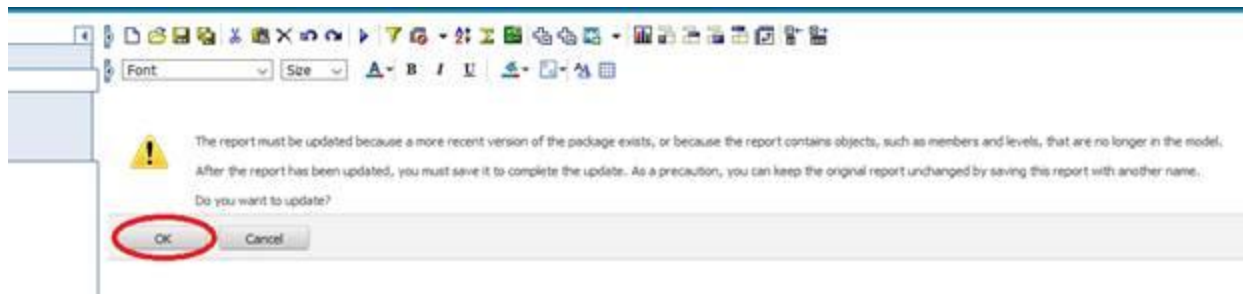 Font Size A B I U
The report must be updated because a more recent version of the package exists, or because the report contains objects, such as members and levels, that are no longer in the model.
After the report has been updated, you must save it to complete the update. As a precaution, you can keep the original report unchanged by saving this report with another name.
Do you want to update?
OK Cancel